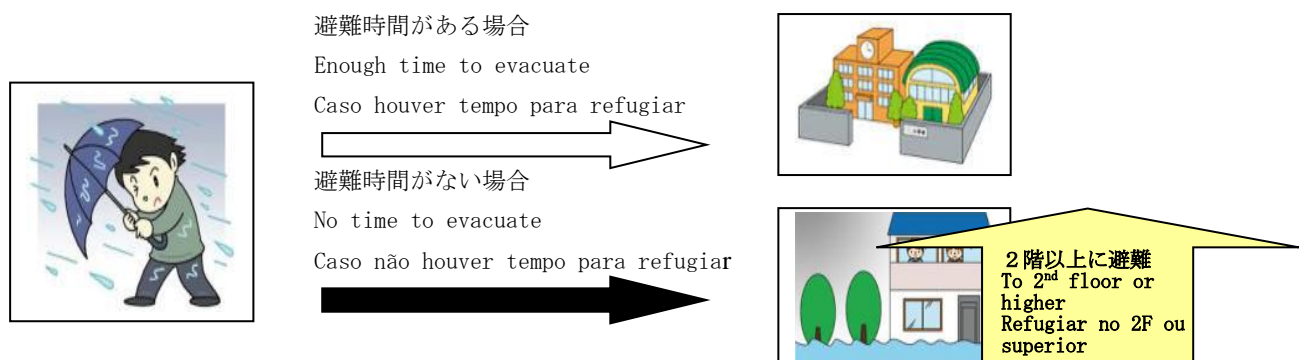 避難時間がある場合
Enough time to evacuate
Caso houver tempo para refugiar
避難時間がない場合
No time to evacuate
Caso não houver tempo para refugiar
２階以上に避難
To 2nd floor or
higher
Refugiar no 2F ou
superior